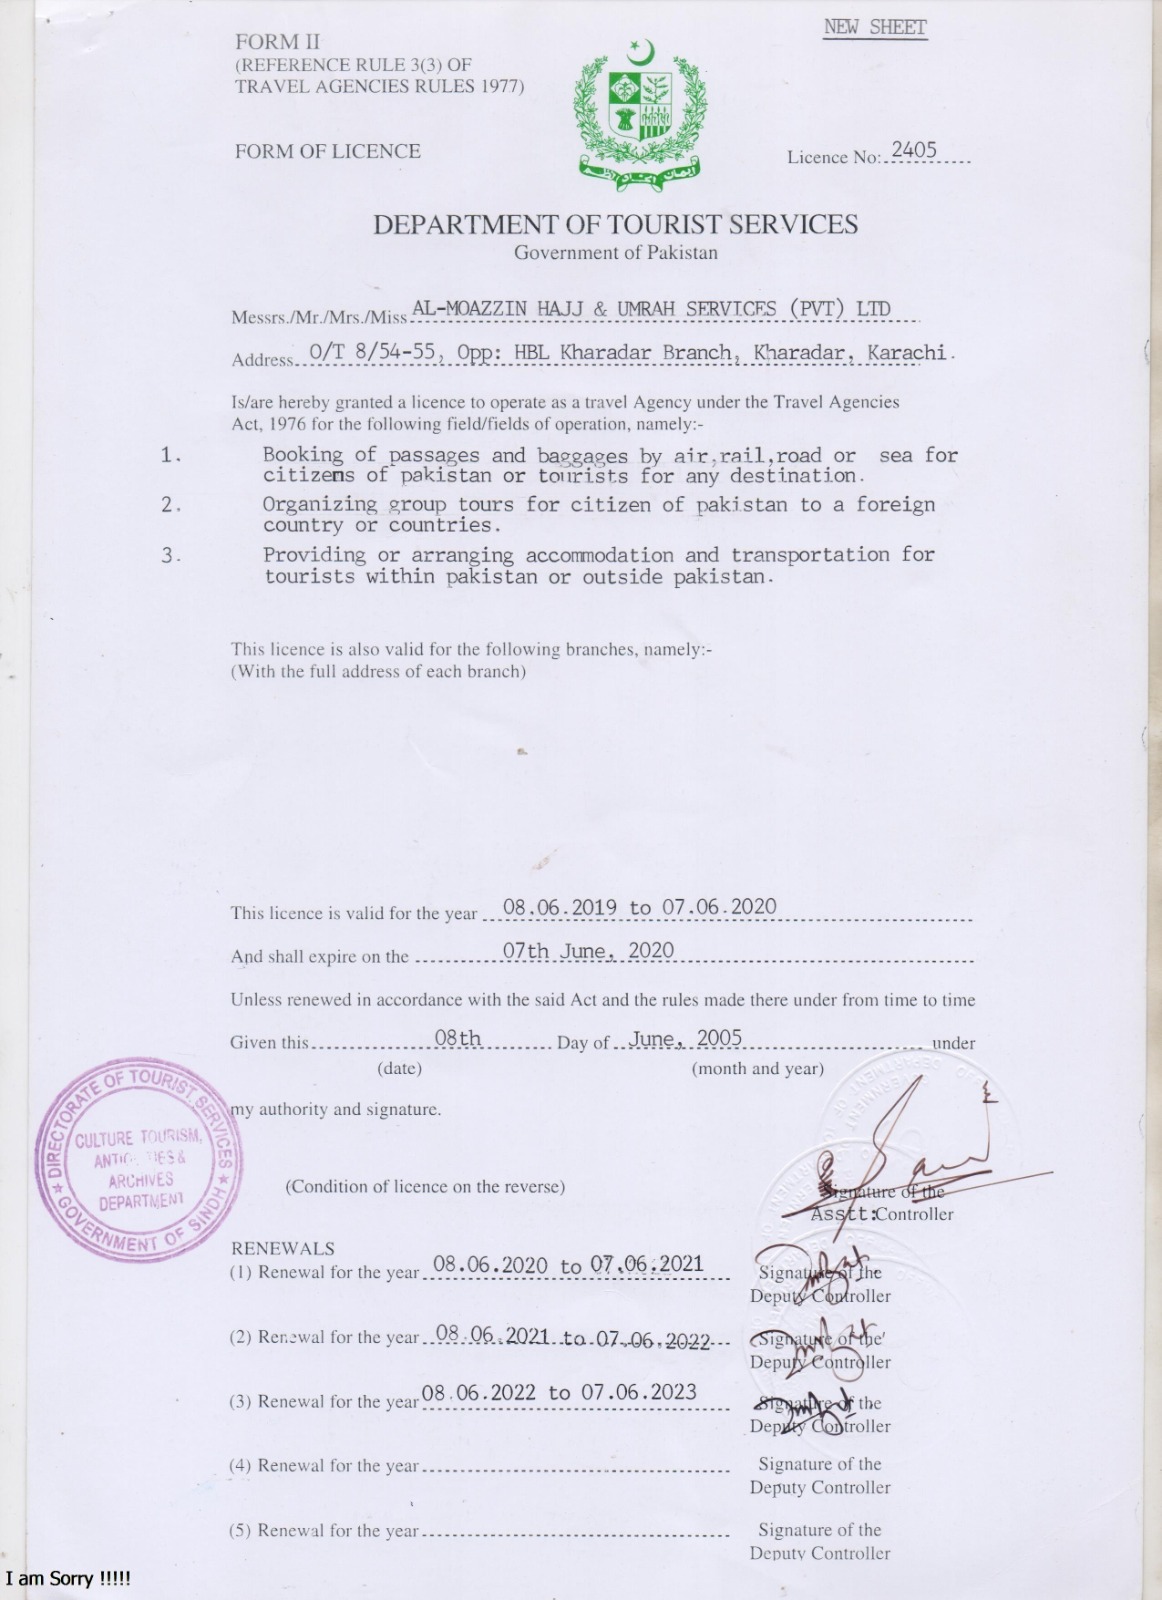 NEW SHEET
FORM II
(REFERENCE RULE 3(3) OF
TRAVEL AGENCIES RULES 1977)
FORM OF LICENCE
Licence No: 2405
DEPARTMENT OF TOURIST SERVICES
Government of Pakistan
Messrs./Mr./Mrs./Miss AL-MOAZZIN HAJJ & UMRAH SERVICES (PVT) LTD
Address O/T 8/54-55, Opp: HBL Kharadar Branch, Kharadar, Karachi.
Is/are hereby granted a licence to operate as a travel Agency under the Travel Agencies
Act, 1976 for the following field/fields of operation, namely:-
1. Booking of passages and baggages by air,rail,road or sea for
citizens of pakistan or tourists for any destination.
2. Organizing group tours for citizen of pakistan to a foreign
country or countries.
3. Providing or arranging accommodation and transportation for
tourists within pakistan or outside pakistan.
This licence is also valid for the following branches, namely:-
(With the full address of each branch)
This licence is valid for the year 08.06.2019 to 07.06.2020
And shall expire on the 07th June, 2020
Unless renewed in accordance with the said Act and the rules made there under from time to time
Given this 08th Day of June, 2005 under
(date) (month and year)
my authority and signature.
DIRECTORATE OF TOURIST SERVICES
CULTURE TOURISM,
&
ARCHIVES
DEPARTMENT
GOVERNMENT OF SINDH
(Condition of licence on the reverse)
Signature of the
Asstt:Controller
RENEWALS
(1) Renewal for the year 08.06.2020 to 07.06.2021 Signature of the
Deputy Controller
(2) Renewal for the year 08.06.2021 to 07.06.2022 Signature of the
Deputy Controller
(3) Renewal for the year 08.06.2022 to 07.06.2023 Signature of the
Deputy Controller
(4) Renewal for the year Signature of the
Deputy Controller
(5) Renewal for the year Signature of the
Deputy Controller
I am Sorry !!!!!